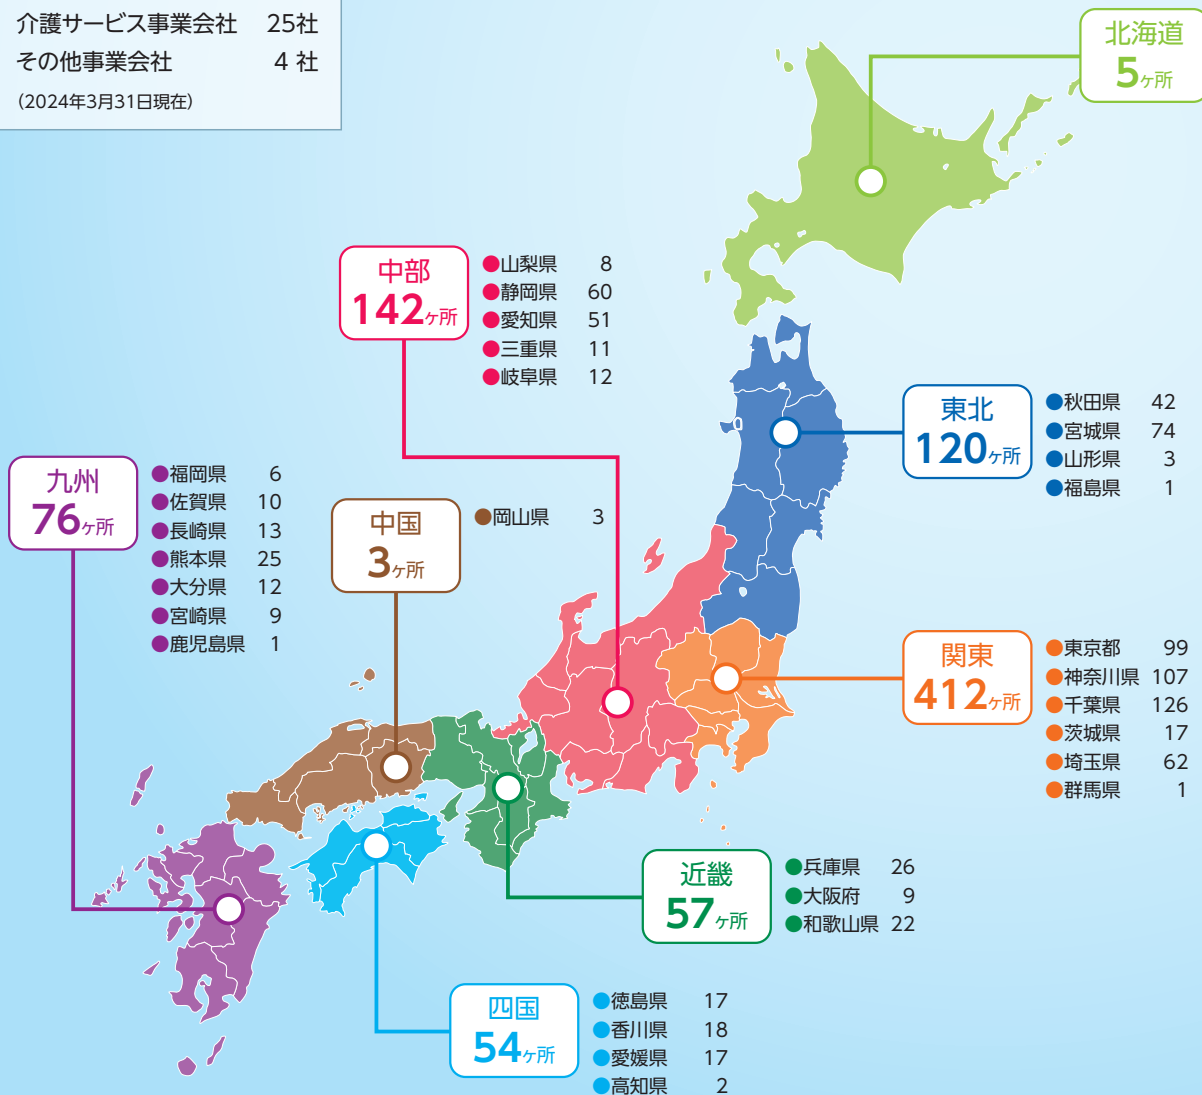 介護サービス事業会社 25社
その他事業会社 4 社
(2024年3月31日現在)
北海道
5ヶ所
中部
142ヶ所
●山梨県 8
●静岡県 60
●愛知県 51
●三重県 11
●岐阜県 12
東北
120ヶ所
●秋田県 42
●宮城県 74
●山形県 3
●福島県 1
九州
76ヶ所
●福岡県 6
●佐賀県 10
●長崎県 13
●熊本県 25
●大分県 12
●宮崎県 9
●鹿児島県 1
中国
3ヶ所
●岡山県 3
関東
412ヶ所
●東京都 99
●神奈川県 107
●千葉県 126
●茨城県 17
●埼玉県 62
●群馬県 1
近畿
57ヶ所
●兵庫県 26
●大阪府 9
●和歌山県 22
四国
54ヶ所
●徳島県 17
●香川県 18
●愛媛県 17
●高知県 2